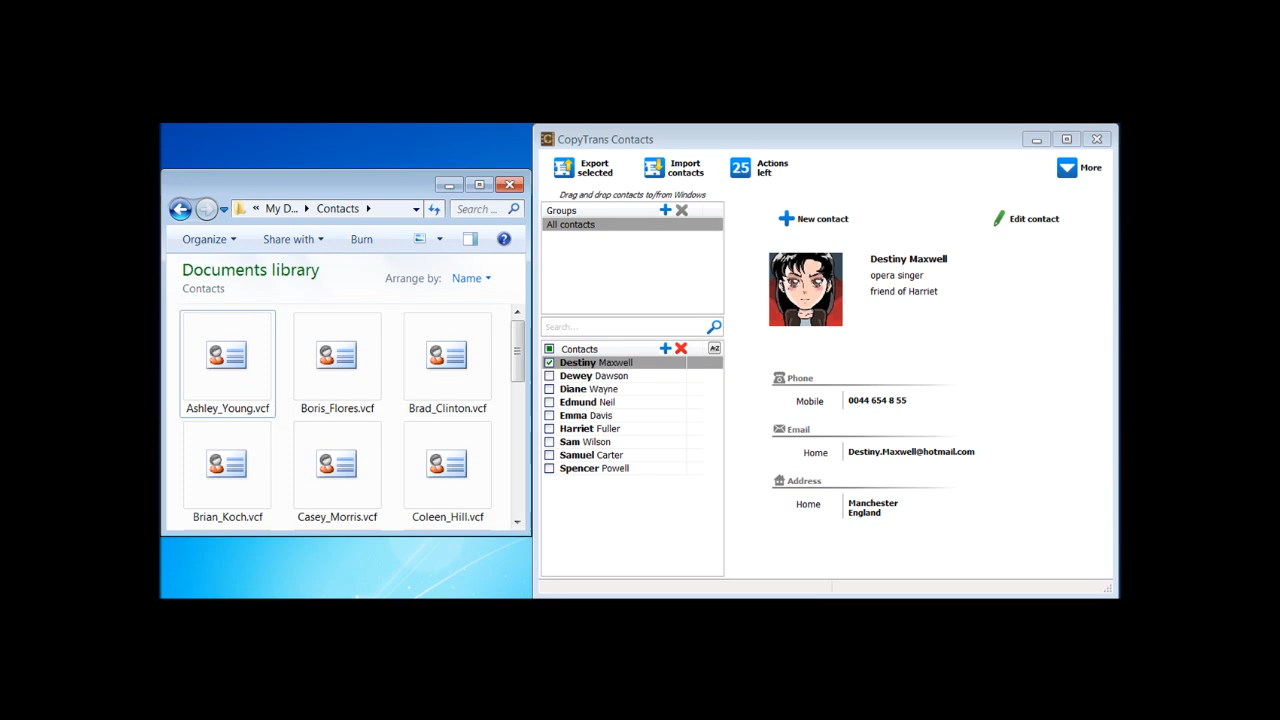 « My D... Contacts
Search ...
Organize Share with Burn
Documents library
Contacts
Arrange by: Name
Ashley_Young.vcf Boris_Flores.vcf Brad_Clinton.vcf
Brian_Koch.vcf Casey_Morris.vcf Coleen_Hill.vcf
CopyTrans Contacts
Export selected
Import contacts
25 Actions left
More
Drag and drop contacts to/from Windows
Groups
All contacts
Search...
Contacts AZ
Destiny Maxwell
Dewey Dawson
Diane Wayne
Edmund Neil
Emma Davis
Harriet Fuller
Sam Wilson
Samuel Carter
Spencer Powell
New contact Edit contact
Destiny Maxwell
opera singer
friend of Harriet
Phone
Mobile 0044 654 8 55
Email
Home Destiny.Maxwell@hotmail.com
Address
Home Manchester
England